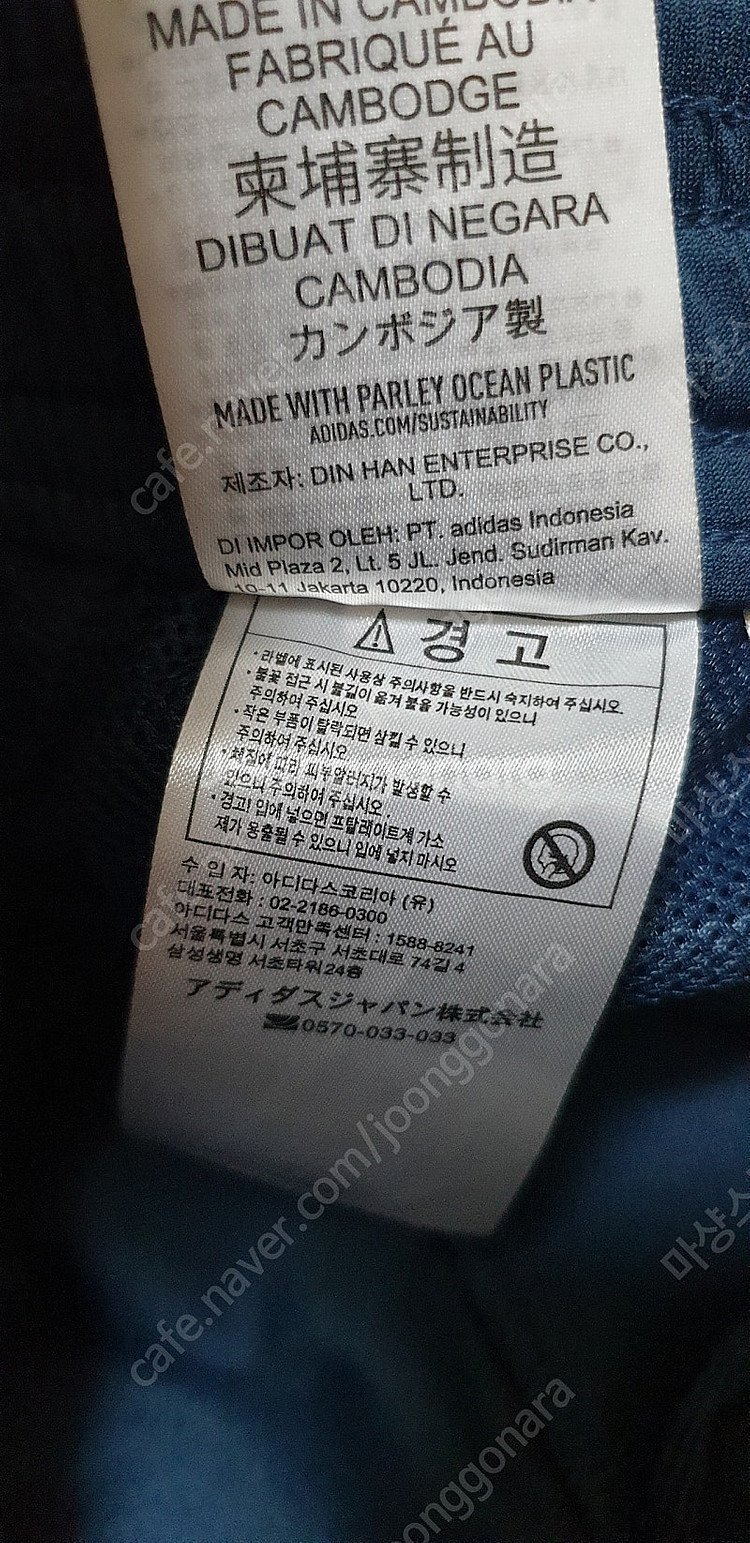 MADE IN CAMBODIA
FABRIQUÉ AU
CAMBODGE
柬埔寨制造
DIBUAT DI NEGARA
CAMBODIA
カンボジア製
MADE WITH PARLEY OCEAN PLASTIC
ADIDAS.COM/SUSTAINABILITY
제조자: DIN HAN ENTERPRISE CO.,
LTD.
DI IMPOR OLEH: PT. adidas Indonesia
Mid Plaza 2, Lt. 5 JL. Jend. Sudirman Kav.
10-11 Jakarta 10220, Indonesia
⚠ 경 고
· 라벨에 표시된 사용상 주의사항을 반드시 숙지하여 주십시오.
· 불꽃 접근 시 불길이 옮겨 붙을 가능성이 있으니
주의하여 주십시오
· 작은 부품이 탈락되면 삼킬 수 있으니
주의하여 주십시오
· 체질에 따라 피부알러지가 발생할 수
있으니 주의하여 주십시오.
· 경고! 입에 넣으면 프탈레이트계 가소
제가 용출될 수 있으니 입에 넣지 마시오
수 입 자: 아디다스코리아 (유)
대표전화 : 02-2186-0300
아디다스 고객만족센터 : 1588-8241
서울특별시 서초구 서초대로 74길 4
삼성생명 서초타워 24층
アディダスジャパン株式会社
0570-033-033
cafe.naver.com/joonggonara
joonggonara
마샹스